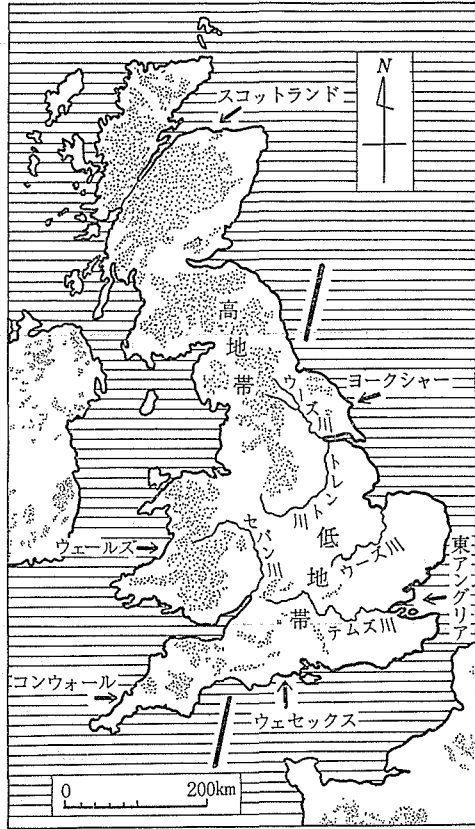 スコットランド
N
高地帯
ウーズ川
ヨークシャー
トレント川
セバン川
低地帯
ウーズ川
ウェールズ
東アングリア
テムズ川
コンウォール
ウェセックス
0 200km